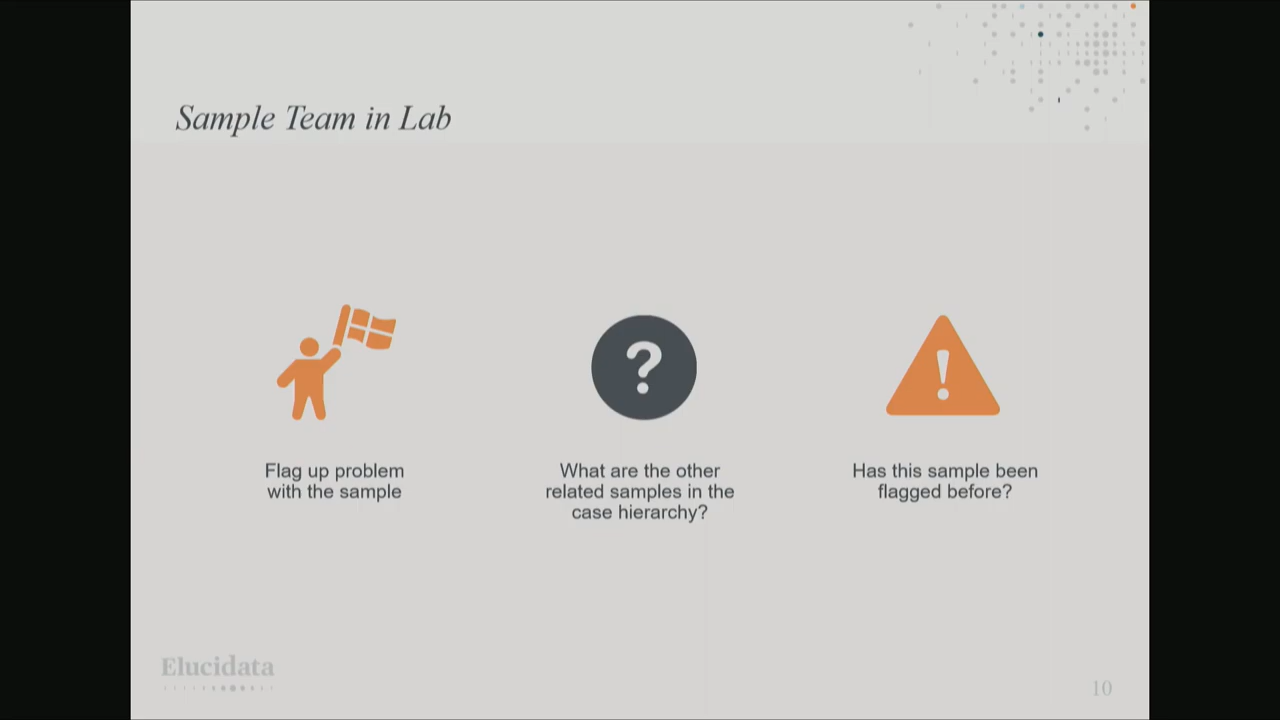 Sample Team in Lab
Flag up problem
with the sample
What are the other
related samples in the
case hierarchy?
Has this sample been
flagged before?
Elucidata
10